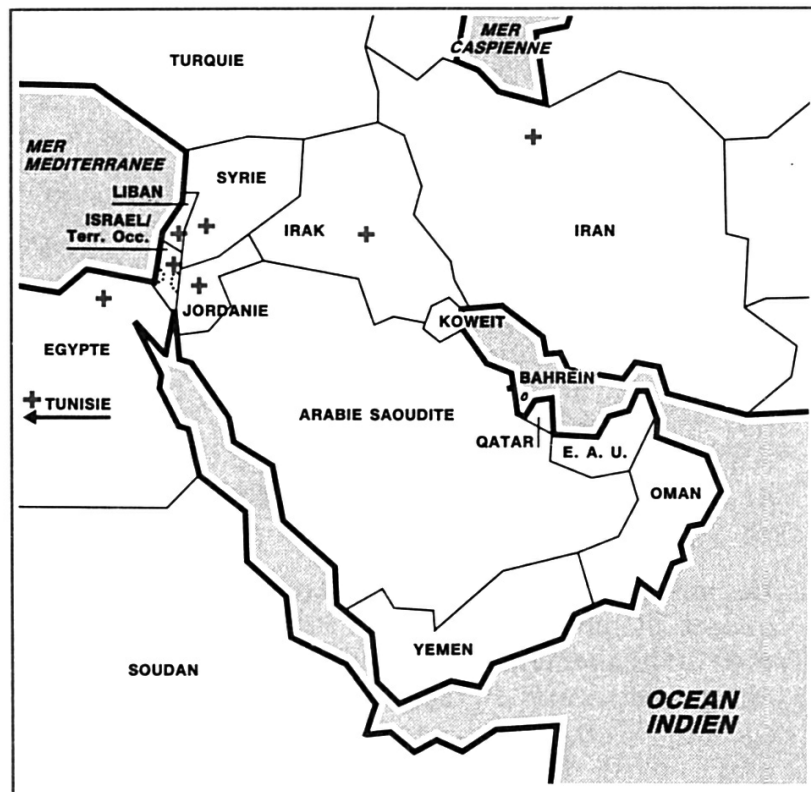 MER
CASPIENNE
TURQUIE
MER
MEDITERRANEE
SYRIE
LIBAN
ISRAEL/
Terr. Occ.
IRAK
IRAN
JORDANIE
KOWEIT
EGYPTE
BAHREIN
TUNISIE
ARABIE SAOUDITE
QATAR
E. A. U.
OMAN
YEMEN
SOUDAN
OCEAN
INDIEN